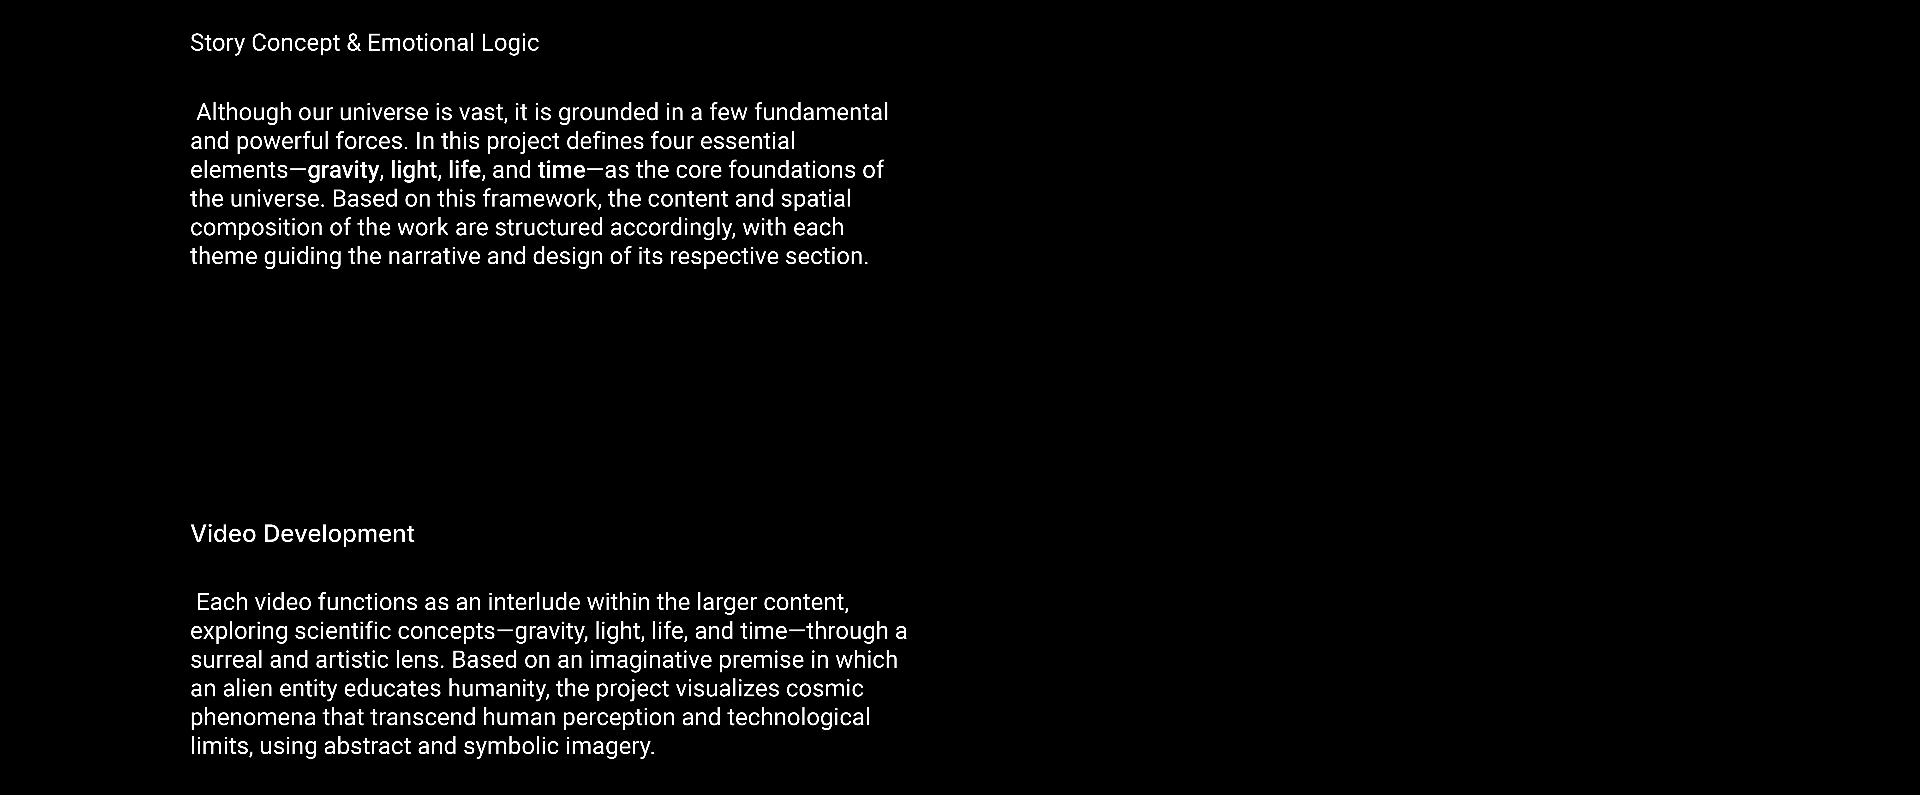 Story Concept & Emotional Logic
Although our universe is vast, it is grounded in a few fundamental
and powerful forces. In this project defines four essential
elements—gravity, light, life, and time—as the core foundations of
the universe. Based on this framework, the content and spatial
composition of the work are structured accordingly, with each
theme guiding the narrative and design of its respective section.
Video Development
Each video functions as an interlude within the larger content,
exploring scientific concepts—gravity, light, life, and time—through a
surreal and artistic lens. Based on an imaginative premise in which
an alien entity educates humanity, the project visualizes cosmic
phenomena that transcend human perception and technological
limits, using abstract and symbolic imagery.